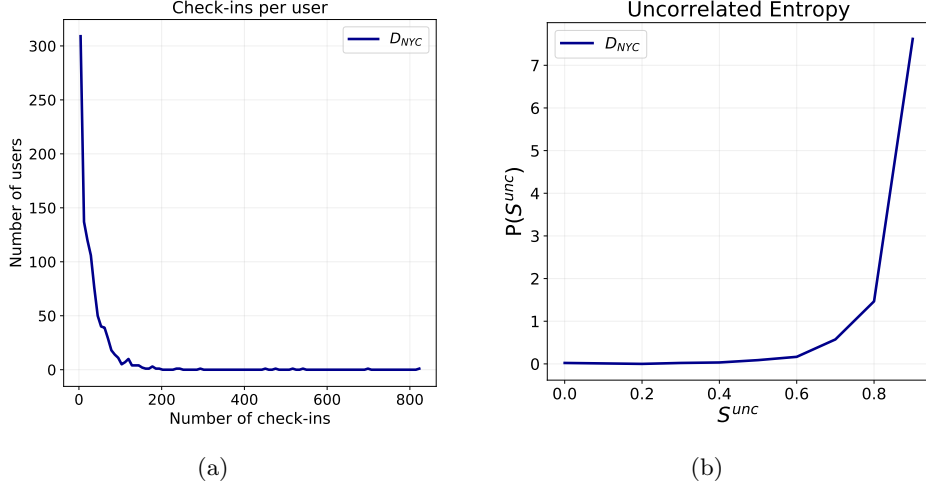 Check-ins per user
D_NYC
300
250
200
150
100
50
0
Number of users
0 200 400 600 800
Number of check-ins
(a)
Uncorrelated Entropy
D_NYC
7
6
5
4
3
2
1
0
P(S^unc)
0.0 0.2 0.4 0.6 0.8
S^unc
(b)